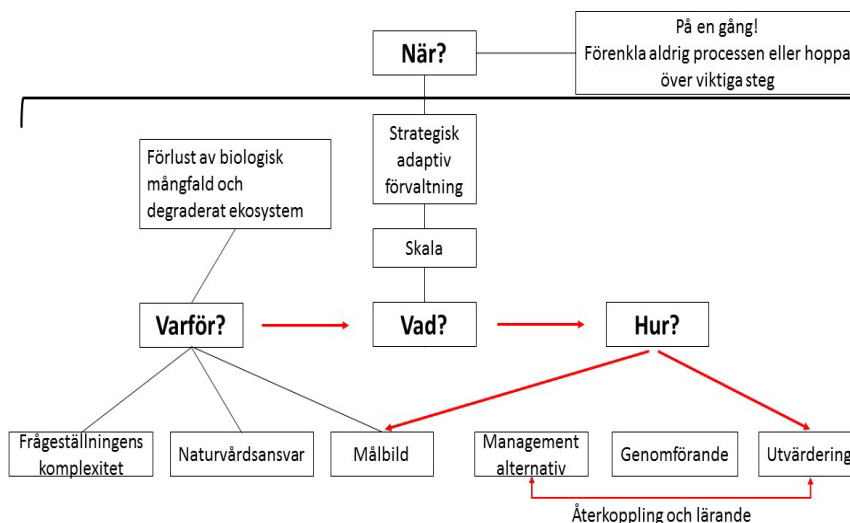 När?
På en gång!
Förenkla aldrig processen eller hoppa
över viktiga steg
Strategisk
adaptiv
förvaltning
Förlust av biologisk
mångfald och
degraderat ekosystem
Skala
Varför?
Vad?
Hur?
Frågeställningens
komplexitet
Naturvårdsansvar
Målbild
Management
alternativ
Genomförande
Utvärdering
Återkoppling och lärande